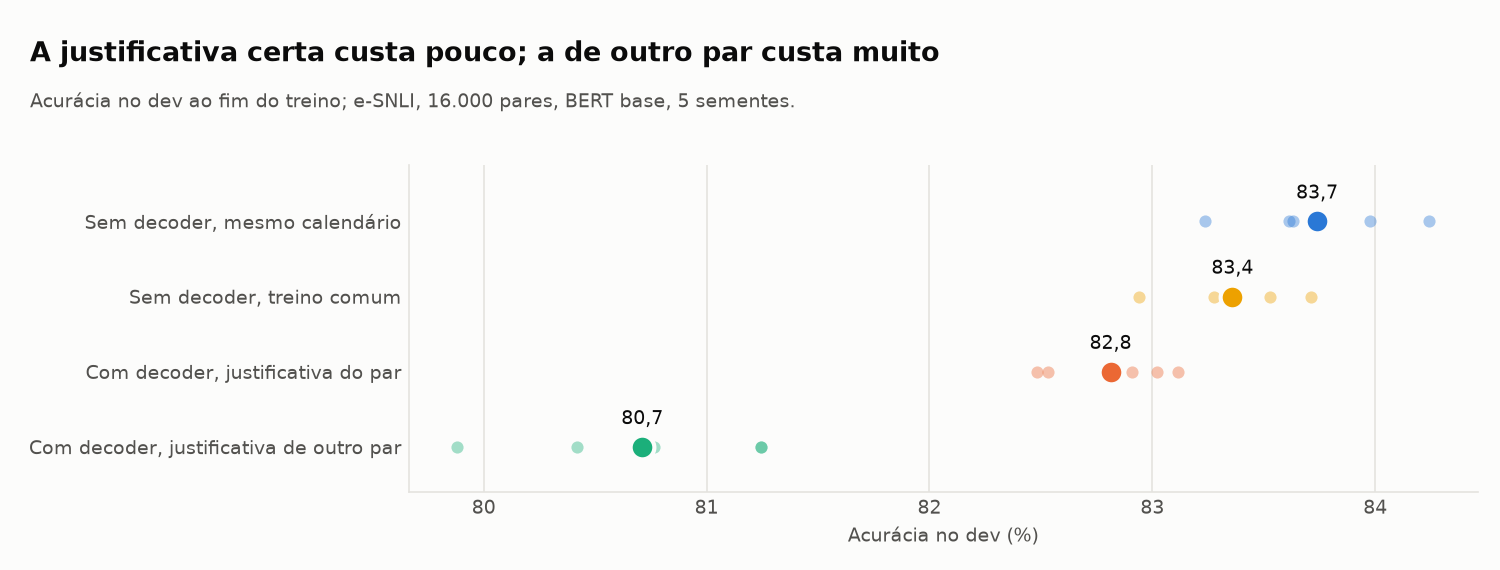 A justificativa certa custa pouco; a de outro par custa muito
Acurácia no dev ao fim do treino; e-SNLI, 16.000 pares, BERT base, 5 sementes.
83,7
Sem decoder, mesmo calendário
83,4
Sem decoder, treino comum
82,8
Com decoder, justificativa do par
80,7
Com decoder, justificativa de outro par
80 81 82 83 84
Acurácia no dev (%)